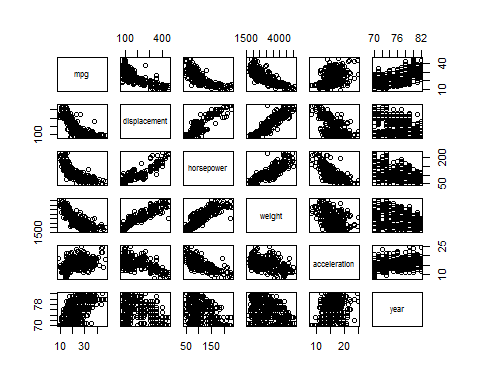 100 400 1500 4000 70 76 82
mpg 10 40
100 displacement
horsepower 50 200
1500 weight
acceleration 10 25
70 78 year
10 30 50 150 10 20